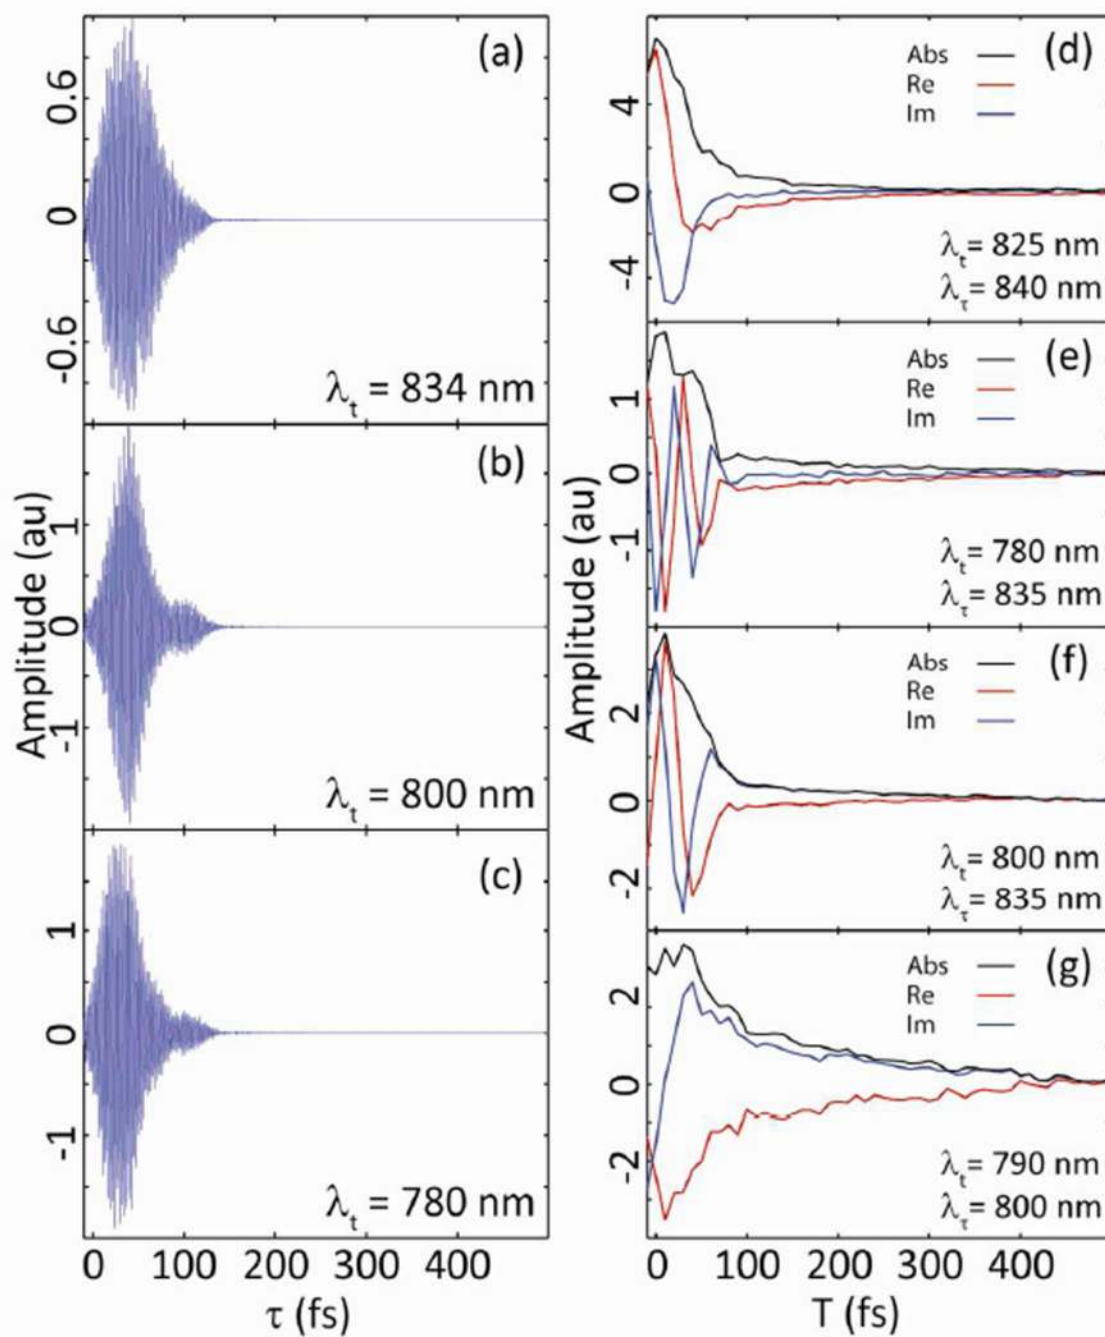 (a)
0.6
0
-0.6
λt = 834 nm
(b)
1
0
-1
Amplitude (au)
λt = 800 nm
(c)
1
0
-1
λt = 780 nm
0 100 200 300 400
τ (fs)
(d)
Abs
Re
Im
4
0
-4
λt = 825 nm
λτ = 840 nm
(e)
Abs
Re
Im
1
0
-1
λt = 780 nm
λτ = 835 nm
Amplitude (au)
(f)
Abs
Re
Im
2
0
-2
λt = 800 nm
λτ = 835 nm
(g)
Abs
Re
Im
2
0
-2
λt = 790 nm
λτ = 800 nm
0 100 200 300 400
T (fs)